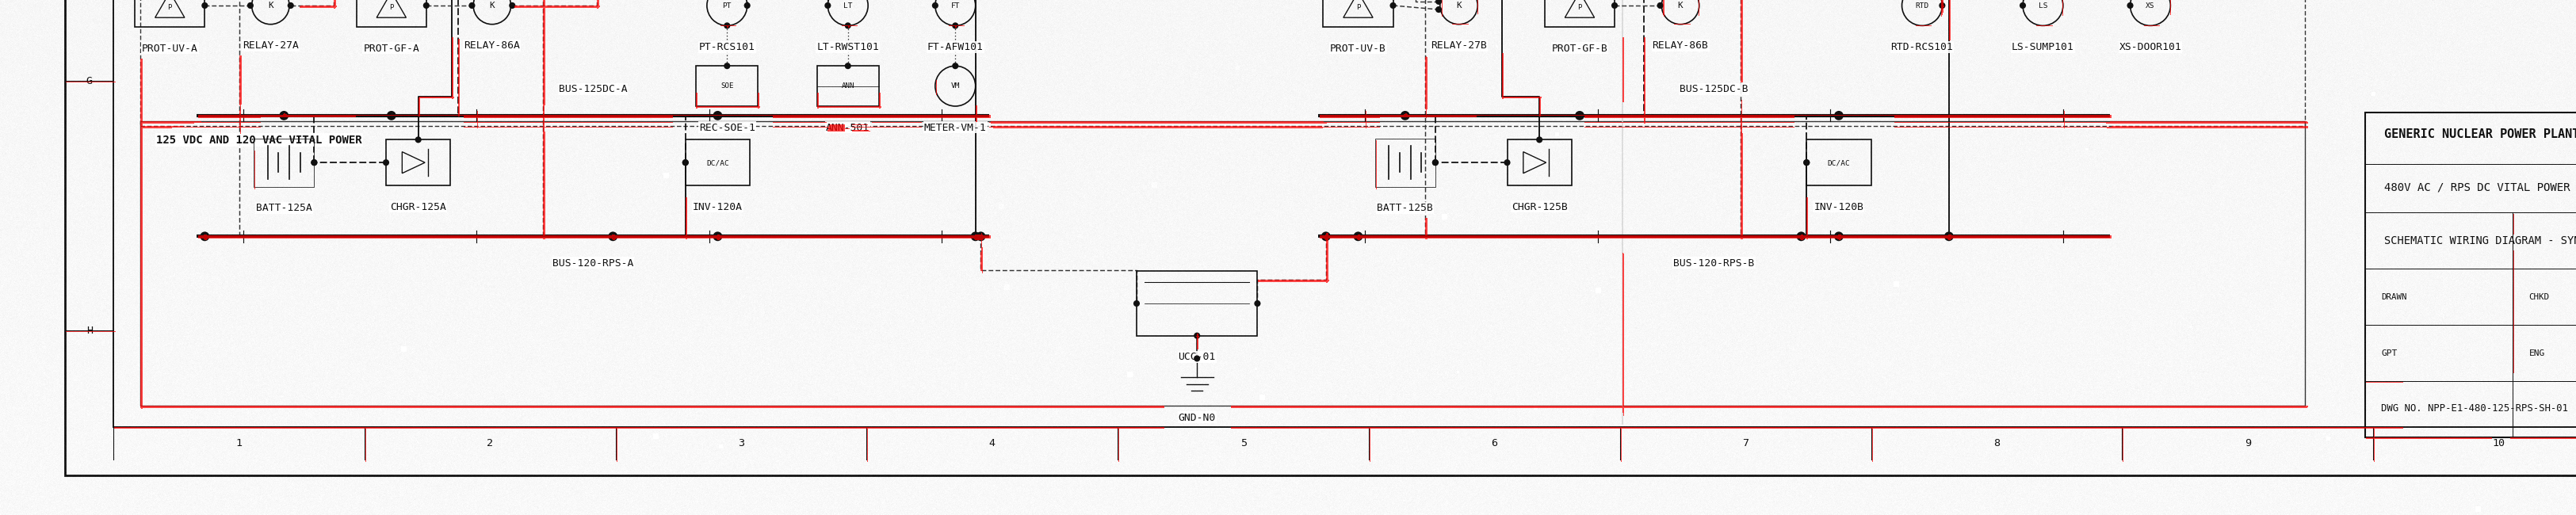 P K P K PT LT FT P K P K RTD LS XS
PROT-UV-A RELAY-27A PROT-GF-A RELAY-86A PT-RCS101 LT-RWST101 FT-AFW101 PROT-UV-B RELAY-27B PROT-GF-B RELAY-86B RTD-RCS101 LS-SUMP101 XS-DOOR101
G BUS-125DC-A SOE ANN VM BUS-125DC-B
REC-SOE-1 ANN-501 METER-VM-1
125 VDC AND 120 VAC VITAL POWER
GENERIC NUCLEAR POWER PLANT
DC/AC DC/AC
480V AC / RPS DC VITAL POWER
BATT-125A CHGR-125A INV-120A BATT-125B CHGR-125B INV-120B
SCHEMATIC WIRING DIAGRAM - SYN
BUS-120-RPS-A BUS-120-RPS-B
DRAWN CHKD
H
GPT ENG
UCC-01
DWG NO. NPP-E1-480-125-RPS-SH-01
GND-N0
1 2 3 4 5 6 7 8 9 10